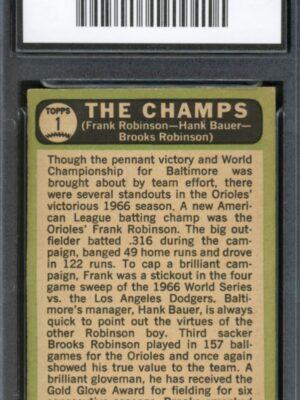 TOPPS
1
THE CHAMPS
(Frank Robinson—Hank Bauer—
Brooks Robinson)
Though the pennant victory and World
Championship for Baltimore was
brought about by team effort, there
were several standouts in the Orioles'
victorious 1966 season. A new Ameri-
can League batting champ was the
Orioles' Frank Robinson. The big out-
fielder batted .316 during the cam-
paign, banged 49 home runs and drove
in 122 runs. To cap a brilliant cam-
paign, Frank was a stickout in the four
game sweep of the 1966 World Series
vs. the Los Angeles Dodgers. Balti-
more's manager, Hank Bauer, is always
quick to point out the virtues of the
other Robinson boy. Third sacker
Brooks Robinson played in 157 ball-
games for the Orioles and once again
showed his true value to the team. A
brilliant gloveman, he has received the
Gold Glove Award for fielding for six